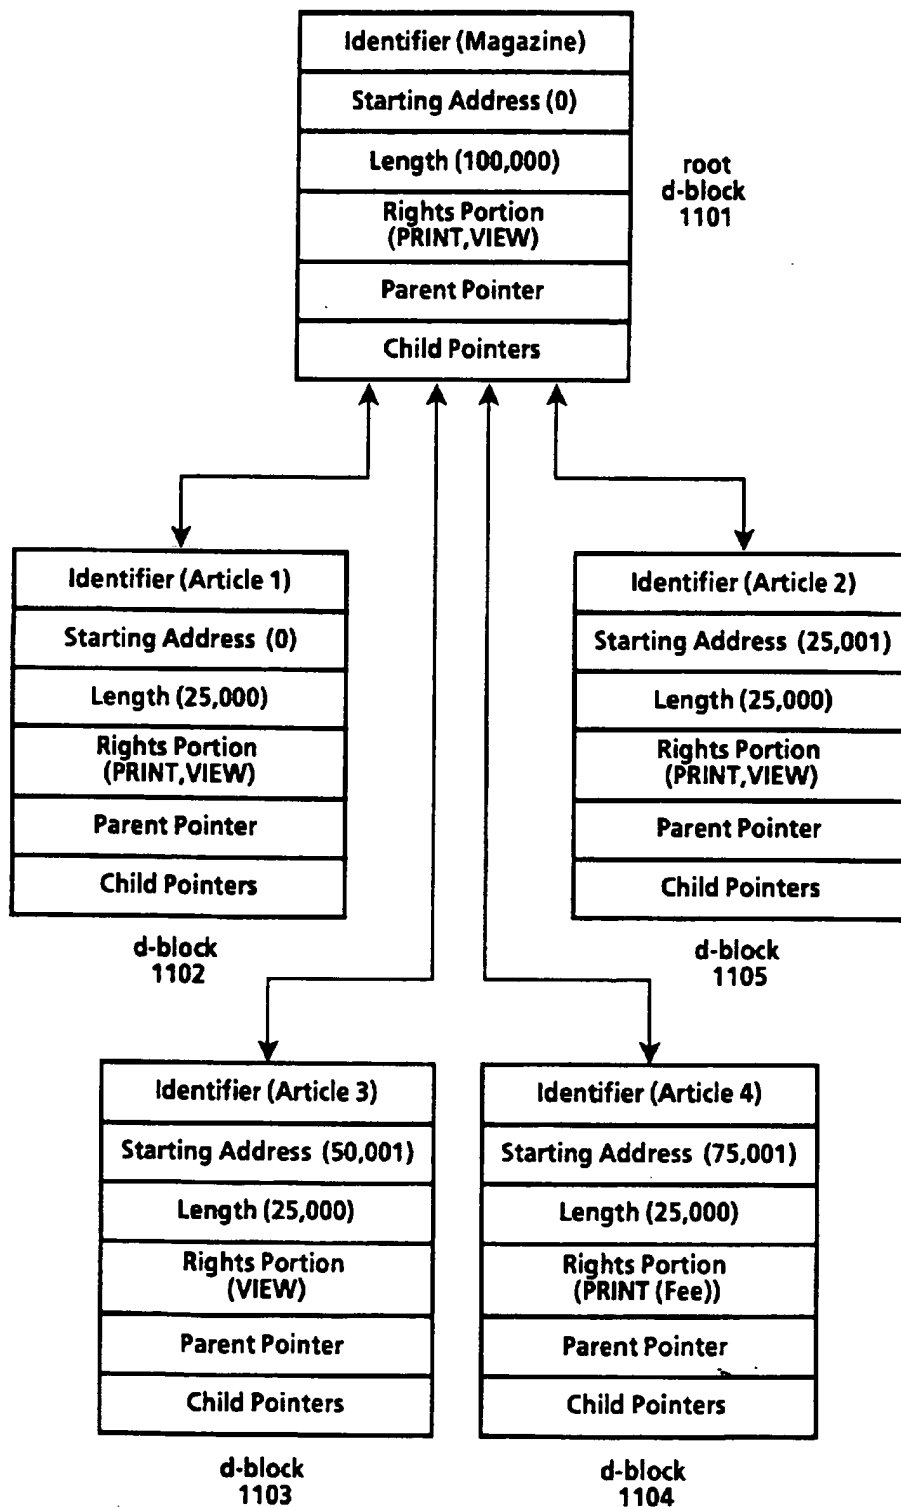 Identifier (Magazine)
Starting Address (0)
Length (100,000)
Rights Portion
(PRINT,VIEW)
Parent Pointer
Child Pointers
root
d-block
1101
Identifier (Article 1)
Starting Address (0)
Length (25,000)
Rights Portion
(PRINT,VIEW)
Parent Pointer
Child Pointers
d-block
1102
Identifier (Article 2)
Starting Address (25,001)
Length (25,000)
Rights Portion
(PRINT,VIEW)
Parent Pointer
Child Pointers
d-block
1105
Identifier (Article 3)
Starting Address (50,001)
Length (25,000)
Rights Portion
(VIEW)
Parent Pointer
Child Pointers
d-block
1103
Identifier (Article 4)
Starting Address (75,001)
Length (25,000)
Rights Portion
(PRINT (Fee))
Parent Pointer
Child Pointers
d-block
1104